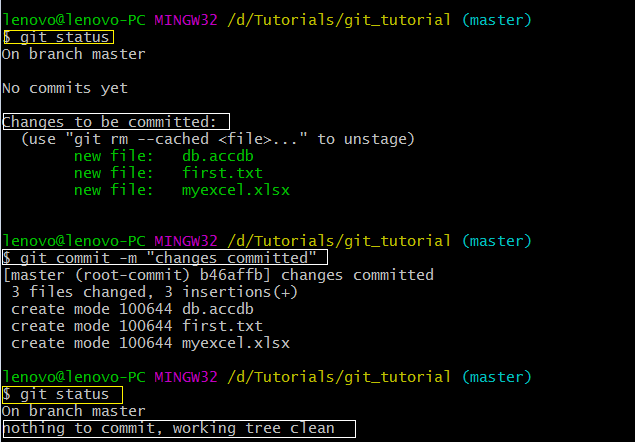 lenovo@lenovo-PC MINGW32 /d/Tutorials/git_tutorial (master)
$ git status
On branch master
No commits yet
Changes to be committed:
  (use "git rm --cached <file>..." to unstage)
        new file:   db.accdb
        new file:   first.txt
        new file:   myexcel.xlsx
lenovo@lenovo-PC MINGW32 /d/Tutorials/git_tutorial (master)
$ git commit -m "changes committed"
[master (root-commit) b46affb] changes committed
 3 files changed, 3 insertions(+)
 create mode 100644 db.accdb
 create mode 100644 first.txt
 create mode 100644 myexcel.xlsx
lenovo@lenovo-PC MINGW32 /d/Tutorials/git_tutorial (master)
$ git status
On branch master
nothing to commit, working tree clean